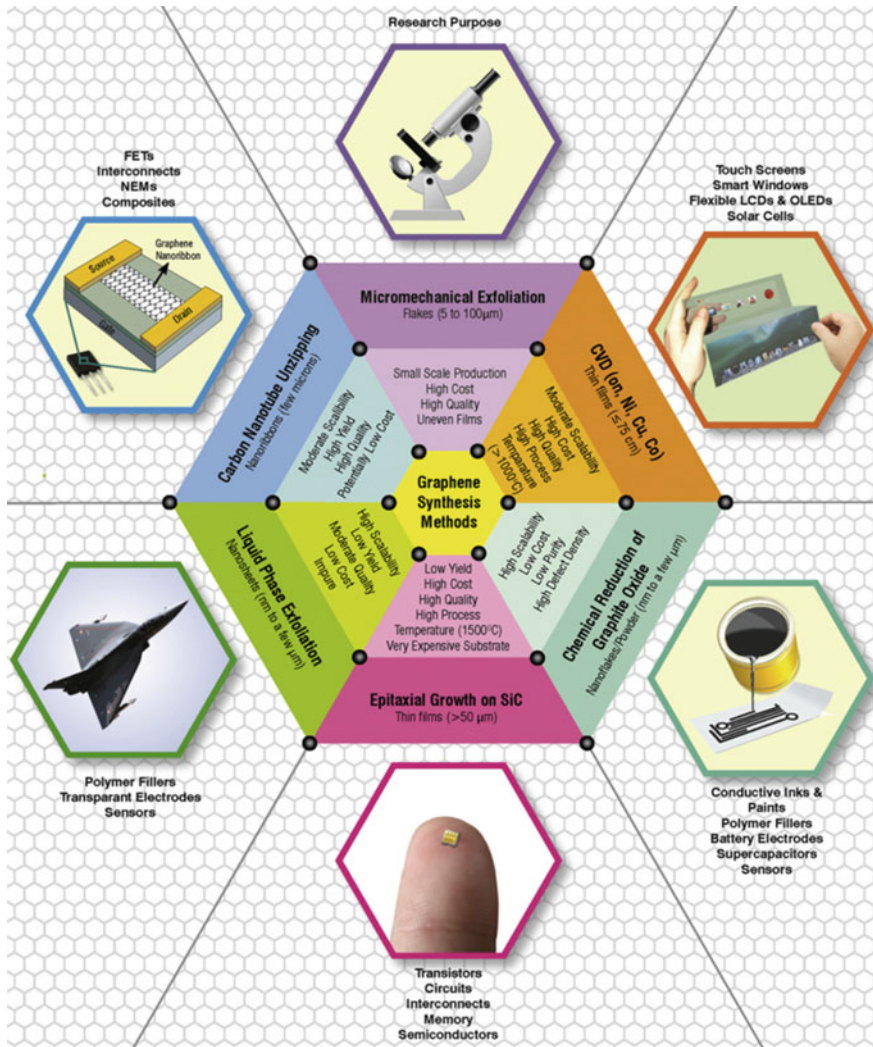 Research Purpose
FETs
Interconnects
NEMs
Composites
Touch Screens
Smart Windows
Flexible LCDs & OLEDs
Solar Cells
Graphene
Nanoribbon
Source
Drain
Gate
Micromechanical Exfoliation
Flakes (5 to 100µm)
Small Scale Production
High Cost
High Quality
Uneven Films
CVD (on, Ni, Cu, Co)
Thin films (≤ 75 cm)
Moderate Scalability
High Cost
High Quality
High Process
Temperature
(>1000°C)
Carbon Nanotube Unzipping
Nanoribbons (few microns)
Moderate Scalibility
High Yield
High Quality
Potentially Low Cost
Graphene
Synthesis
Methods
Liquid Phase Exfoliation
Nanosheets (nm to a few µm)
High Scalability
Low Yield
Moderate Quality
Low Cost
Impure
High Scalability
Low Cost
Low Purity
High Defect Density
Chemical Reduction of
Graphite Oxide
Nanoflakes/Powder (nm to a few µm)
Low Yield
High Cost
High Quality
High Process
Temperature (1500°C)
Very Expensive Substrate
Epitaxial Growth on SiC
Thin films (>50 µm)
Polymer Fillers
Transparant Electrodes
Sensors
Conductive Inks &
Paints
Polymer Fillers
Battery Electrodes
Supercapacitors
Sensors
Transistors
Circuits
Interconnects
Memory
Semiconductors